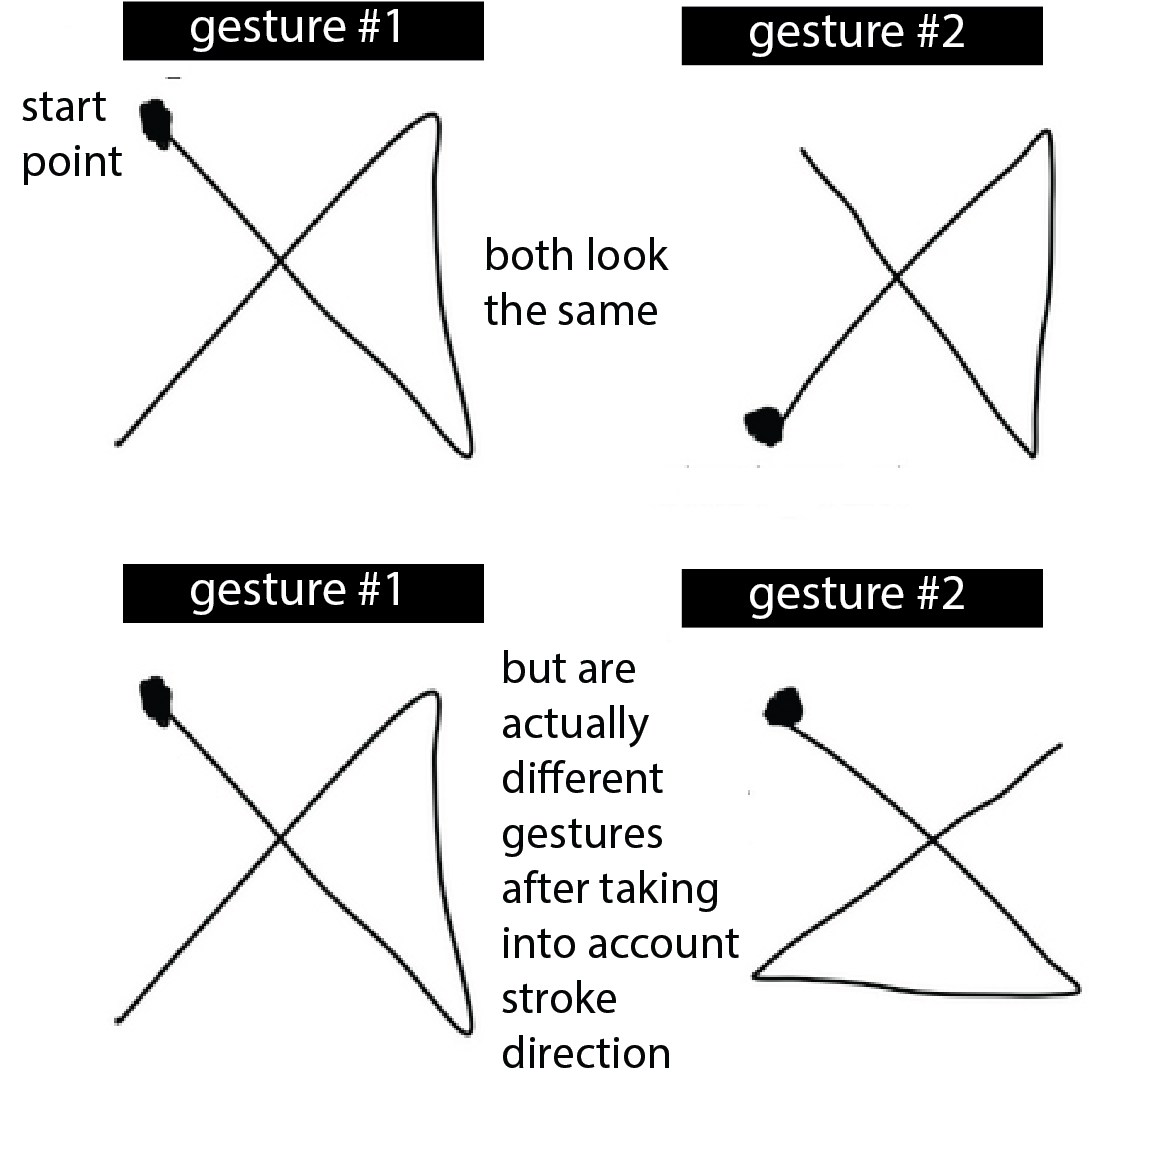 gesture #1
gesture #2
start
point
both look
the same
gesture #1
gesture #2
but are
actually
different
gestures
after taking
into account
stroke
direction